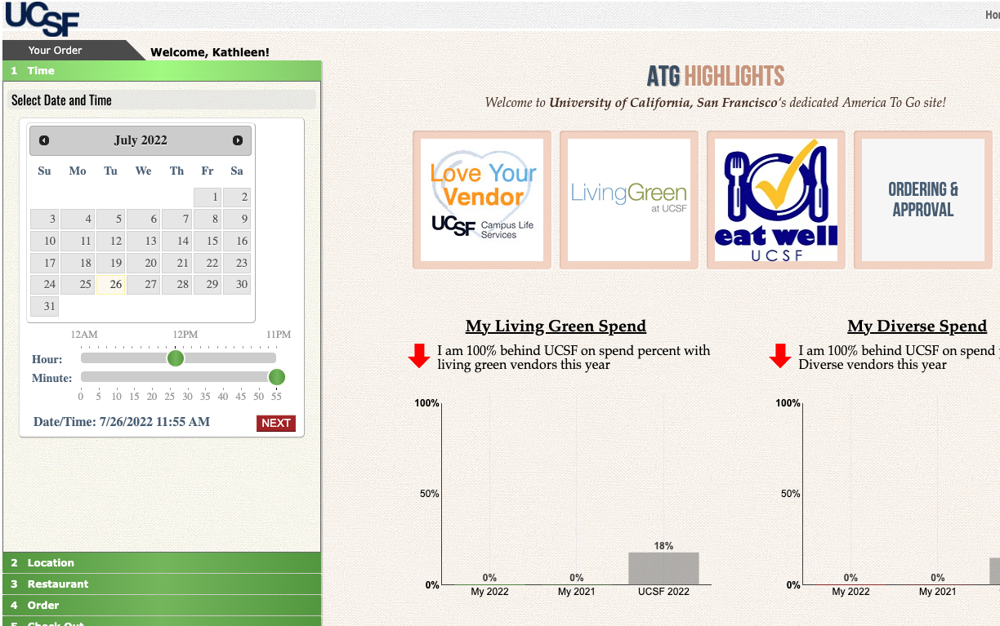 UCSF
Your Order
Welcome, Kathleen!
1 Time
Select Date and Time
July 2022
Su Mo Tu We Th Fr Sa
1 2
3 4 5 6 7 8 9
10 11 12 13 14 15 16
17 18 19 20 21 22 23
24 25 26 27 28 29 30
31
12AM 12PM 11PM
Hour:
Minute:
0 5 10 15 20 25 30 35 40 45 50 55
Date/Time: 7/26/2022 11:55 AM
NEXT
2 Location
3 Restaurant
4 Order
5 Check Out
ATG HIGHLIGHTS
Welcome to University of California, San Francisco's dedicated America To Go site!
Love Your
Vendor
UCSF Campus Life
Services
LivingGreen
at UCSF
eat well
UCSF
ORDERING &
APPROVAL
My Living Green Spend
I am 100% behind UCSF on spend percent with
living green vendors this year
100%
50%
0%
0% 0% 18%
My 2022 My 2021 UCSF 2022
My Diverse Spend
I am 100% behind UCSF on spend
Diverse vendors this year
100%
50%
0%
0% 0%
My 2022 My 2021